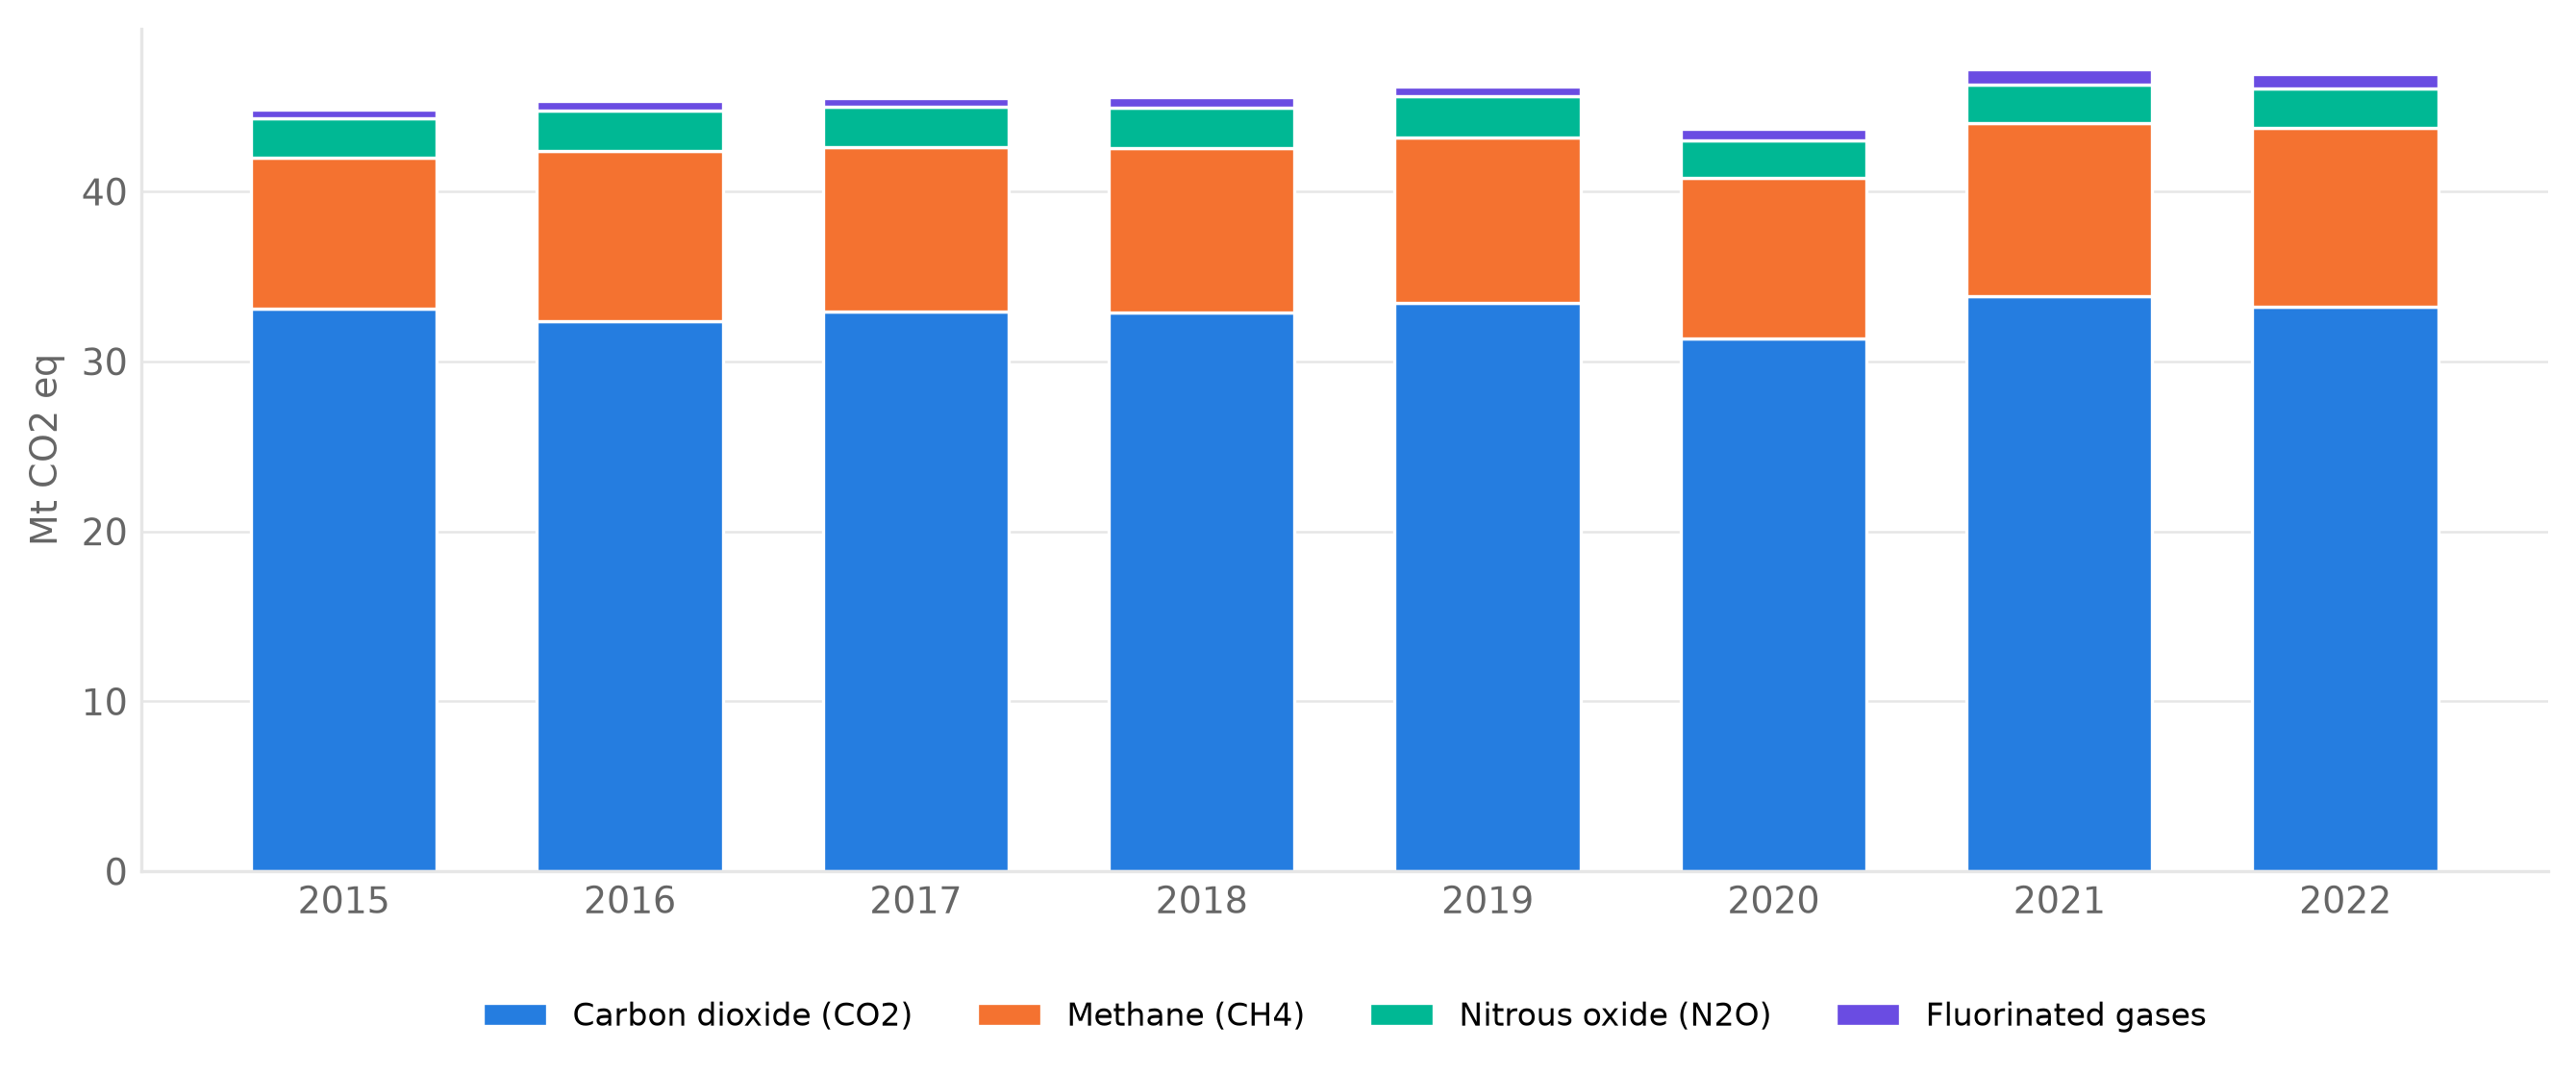 Mt CO2 eq
40
30
20
10
0
2015 2016 2017 2018 2019 2020 2021 2022
Carbon dioxide (CO2) Methane (CH4) Nitrous oxide (N2O) Fluorinated gases